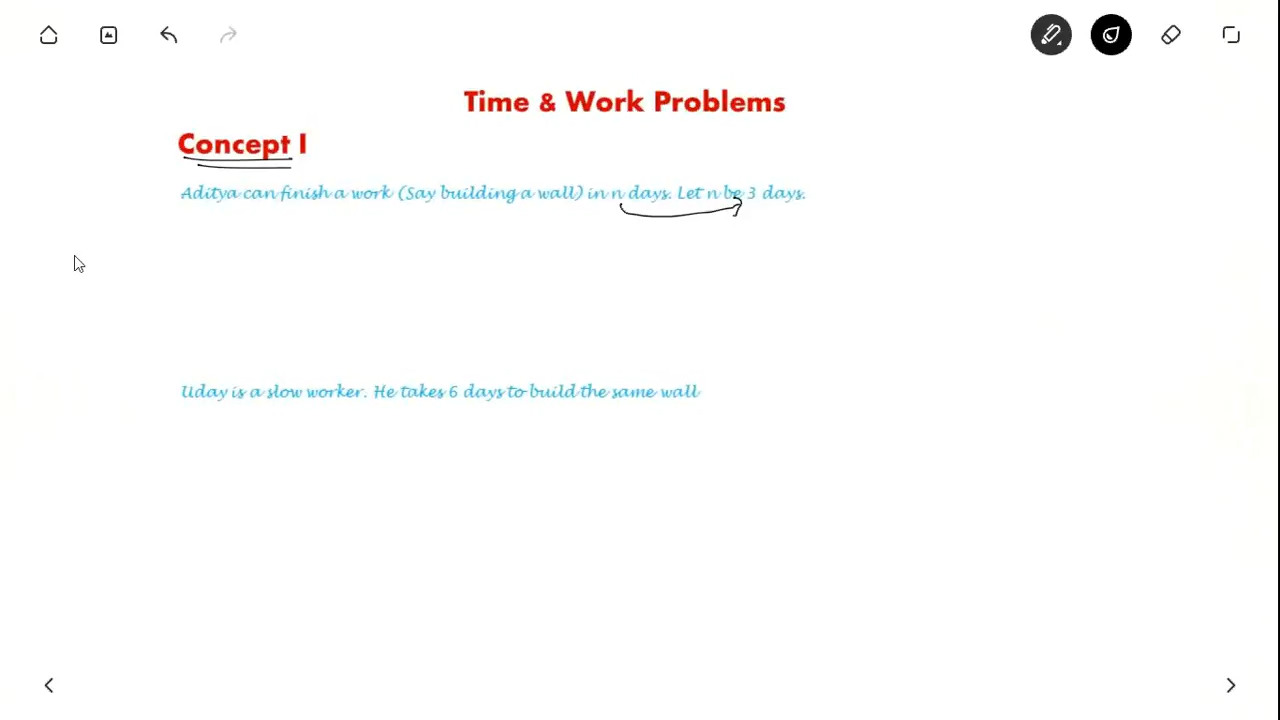 Time & Work Problems
Concept I
Aditya can finish a work (Say building a wall) in n days. Let n be 3 days.
Uday is a slow worker. He takes 6 days to build the same wall